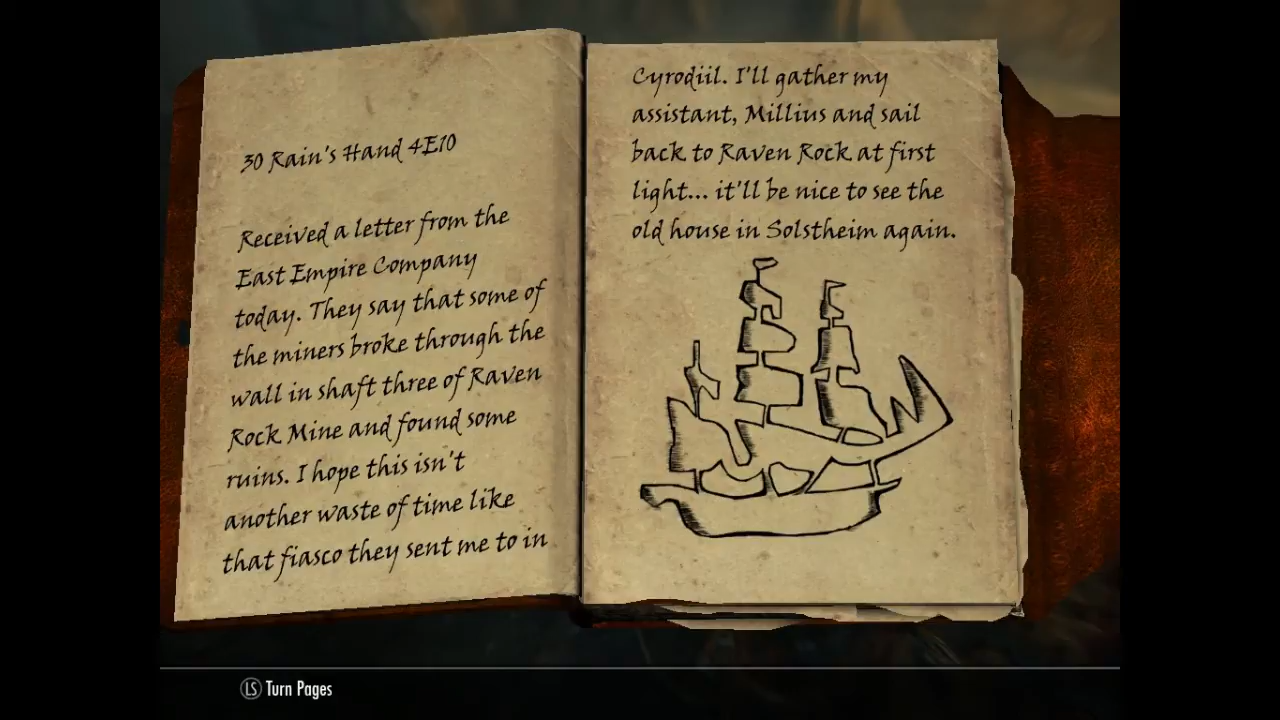 30 Rain's Hand 4E10
Received a letter from the
East Empire Company
today. They say that some of
the miners broke through the
wall in shaft three of Raven
Rock Mine and found some
ruins. I hope this isn't
another waste of time like
that fiasco they sent me to in
Cyrodiil. I'll gather my
assistant, Millius and sail
back to Raven Rock at first
light... it'll be nice to see the
old house in Solstheim again.
LS Turn Pages